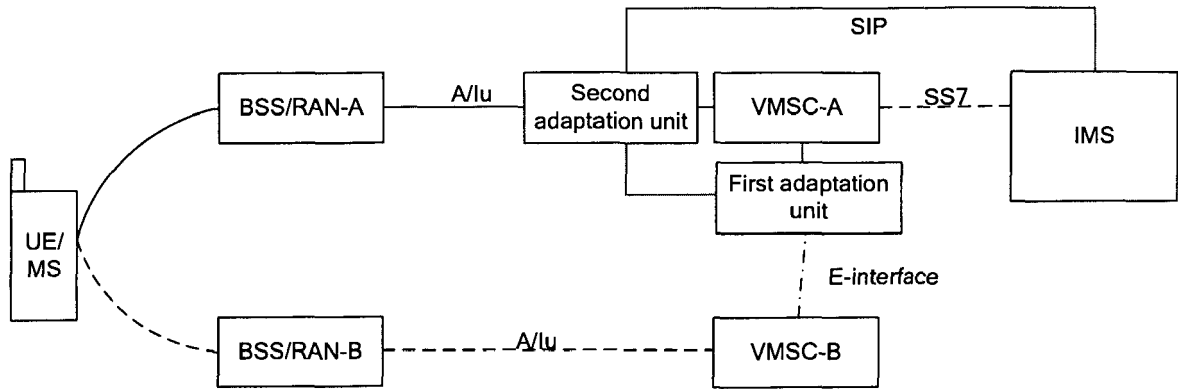 SIP
BSS/RAN-A
A/Iu
Second
adaptation unit
VMSC-A
SS7
IMS
First adaptation
unit
UE/
MS
E-interface
BSS/RAN-B
A/Iu
VMSC-B